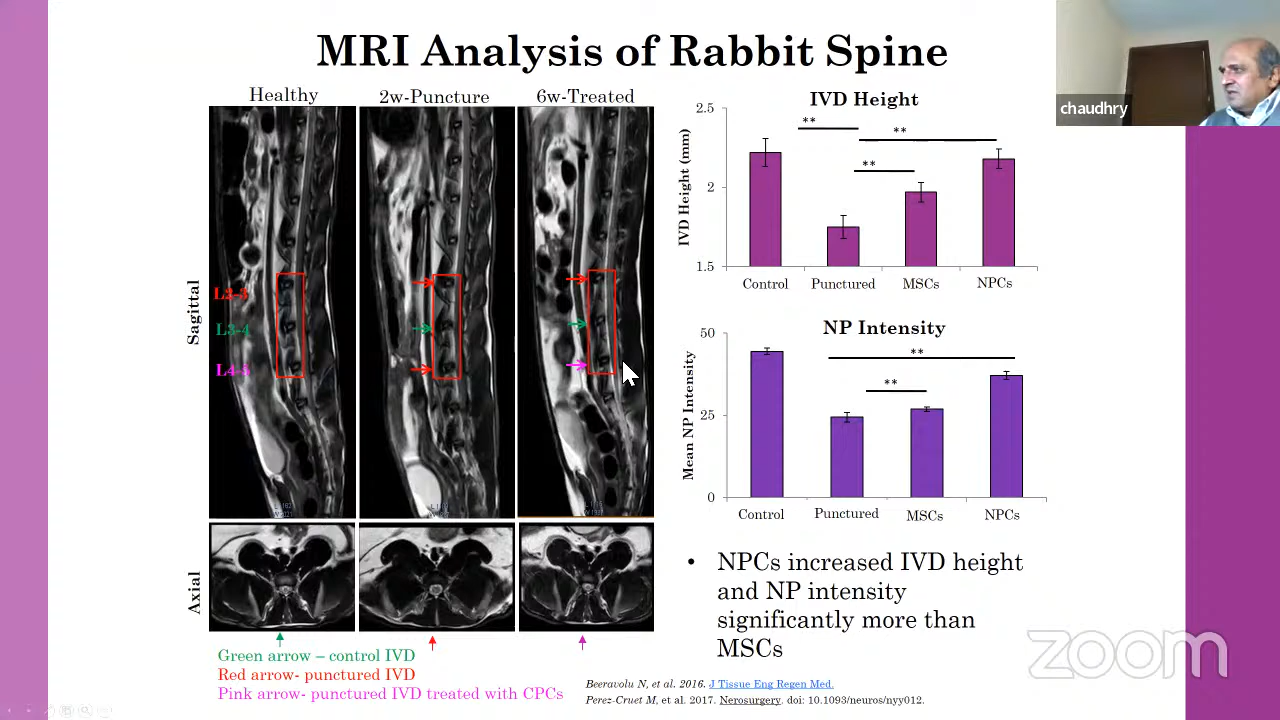 MRI Analysis of Rabbit Spine
chaudhry
Healthy
2w-Puncture
6w-Treated
Sagittal
L2-3
L3-4
L4-5
Axial
Green arrow – control IVD
Red arrow- punctured IVD
Pink arrow- punctured IVD treated with CPCs
IVD Height
IVD Height (mm)
2.5
2
1.5
**
**
**
Control
Punctured
MSCs
NPCs
NP Intensity
Mean NP Intensity
50
25
0
**
**
Control
Punctured
MSCs
NPCs
• NPCs increased IVD height
and NP intensity
significantly more than
MSCs
Beeravolu N, et al. 2016. J Tissue Eng Regen Med.
Perez-Cruet M, et al. 2017. Nerosurgery. doi: 10.1093/neuros/nyy012.
zoom